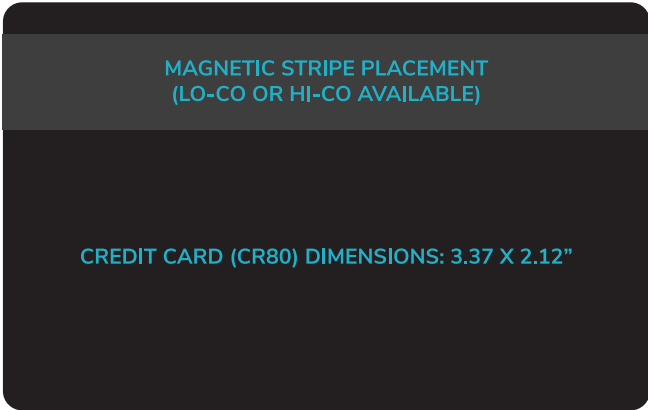 MAGNETIC STRIPE PLACEMENT
(LO-CO OR HI-CO AVAILABLE)
CREDIT CARD (CR80) DIMENSIONS: 3.37 X 2.12”